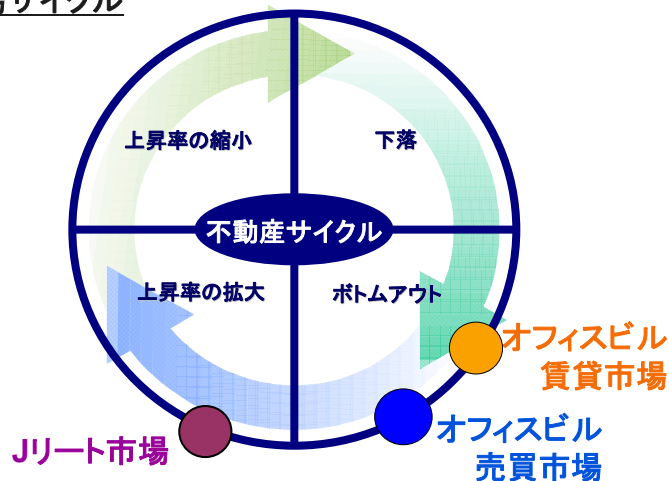 サイクル
上昇率の縮小
下落
不動産サイクル
上昇率の拡大
ボトムアウト
オフィスビル
賃貸市場
オフィスビル
売買市場
Jリート市場